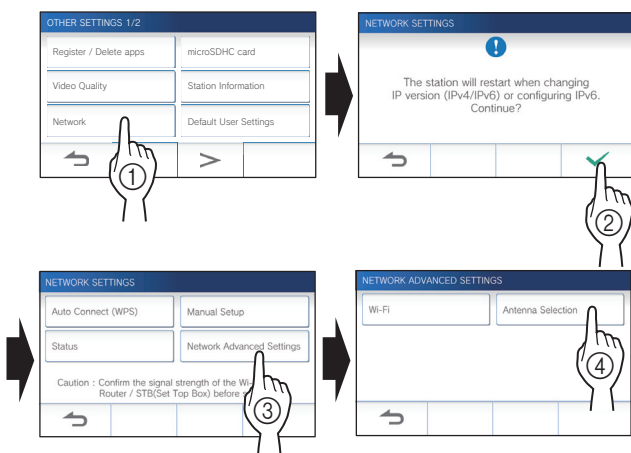 OTHER SETTINGS 1/2
Register / Delete apps
microSDHC card
Video Quality
Station Information
Network
Default User Settings
1
NETWORK SETTINGS
The station will restart when changing
IP version (IPv4/IPv6) or configuring IPv6.
Continue?
2
NETWORK SETTINGS
Auto Connect (WPS)
Manual Setup
Status
Network Advanced Settings
Caution : Confirm the signal strength of the Wi-
Router / STB(Set Top Box) before
3
NETWORK ADVANCED SETTINGS
Wi-Fi
Antenna Selection
4